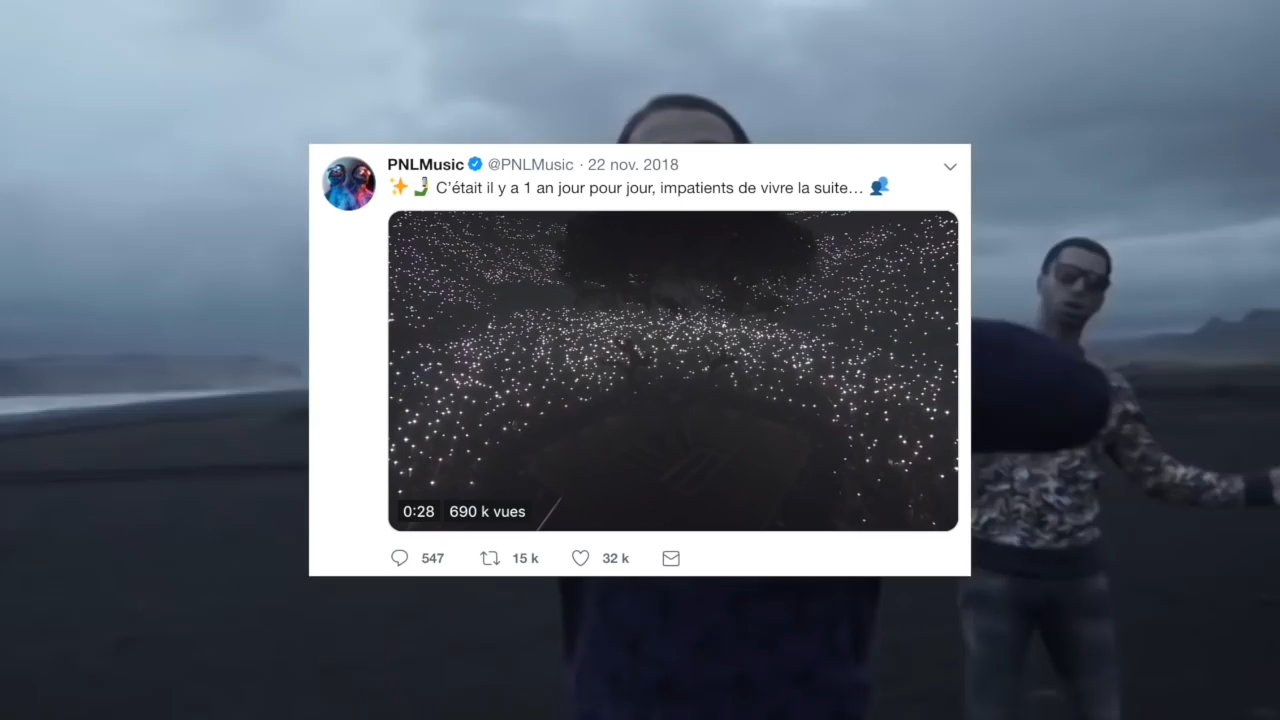 PNLMusic @PNLMusic · 22 nov. 2018
C’était il y a 1 an jour pour jour, impatients de vivre la suite…
0:28 690 k vues
547 15 k 32 k